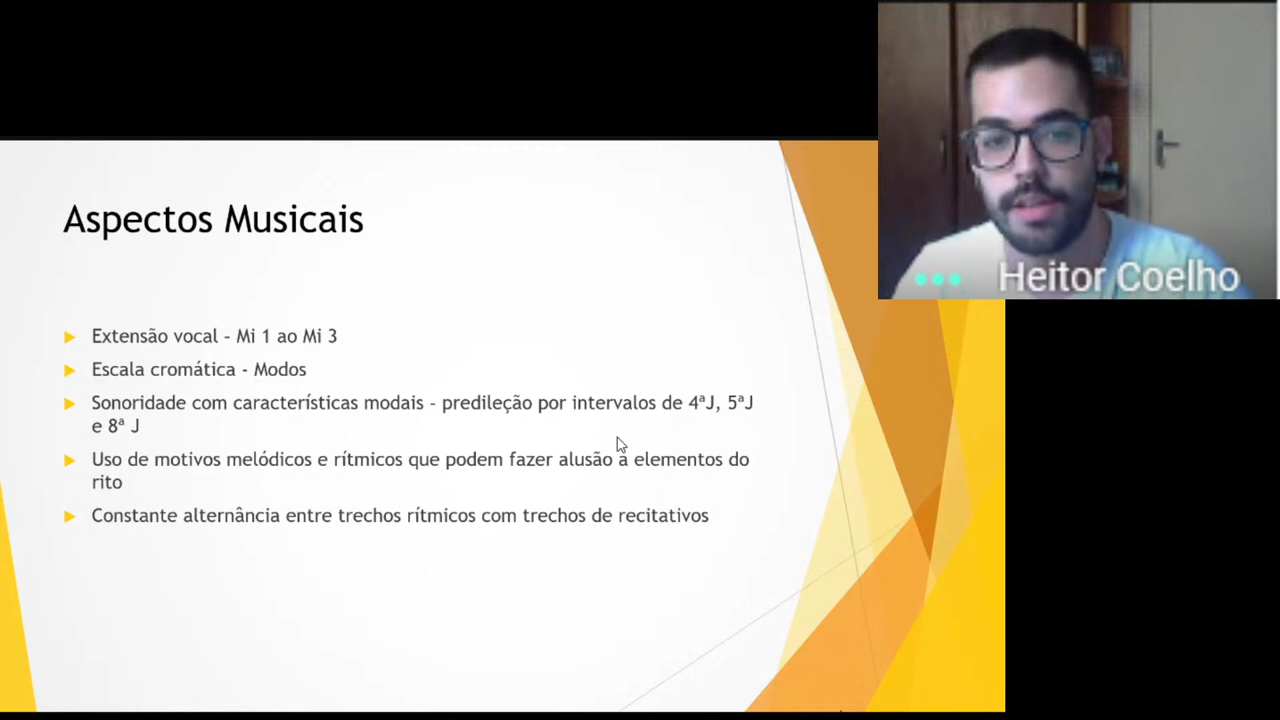 Heitor Coelho
Aspectos Musicais
Extensão vocal – Mi 1 ao Mi 3
Escala cromática - Modos
Sonoridade com características modais – predileção por intervalos de 4ªJ, 5ªJ
e 8ª J
Uso de motivos melódicos e rítmicos que podem fazer alusão a elementos do
rito
Constante alternância entre trechos rítmicos com trechos de recitativos